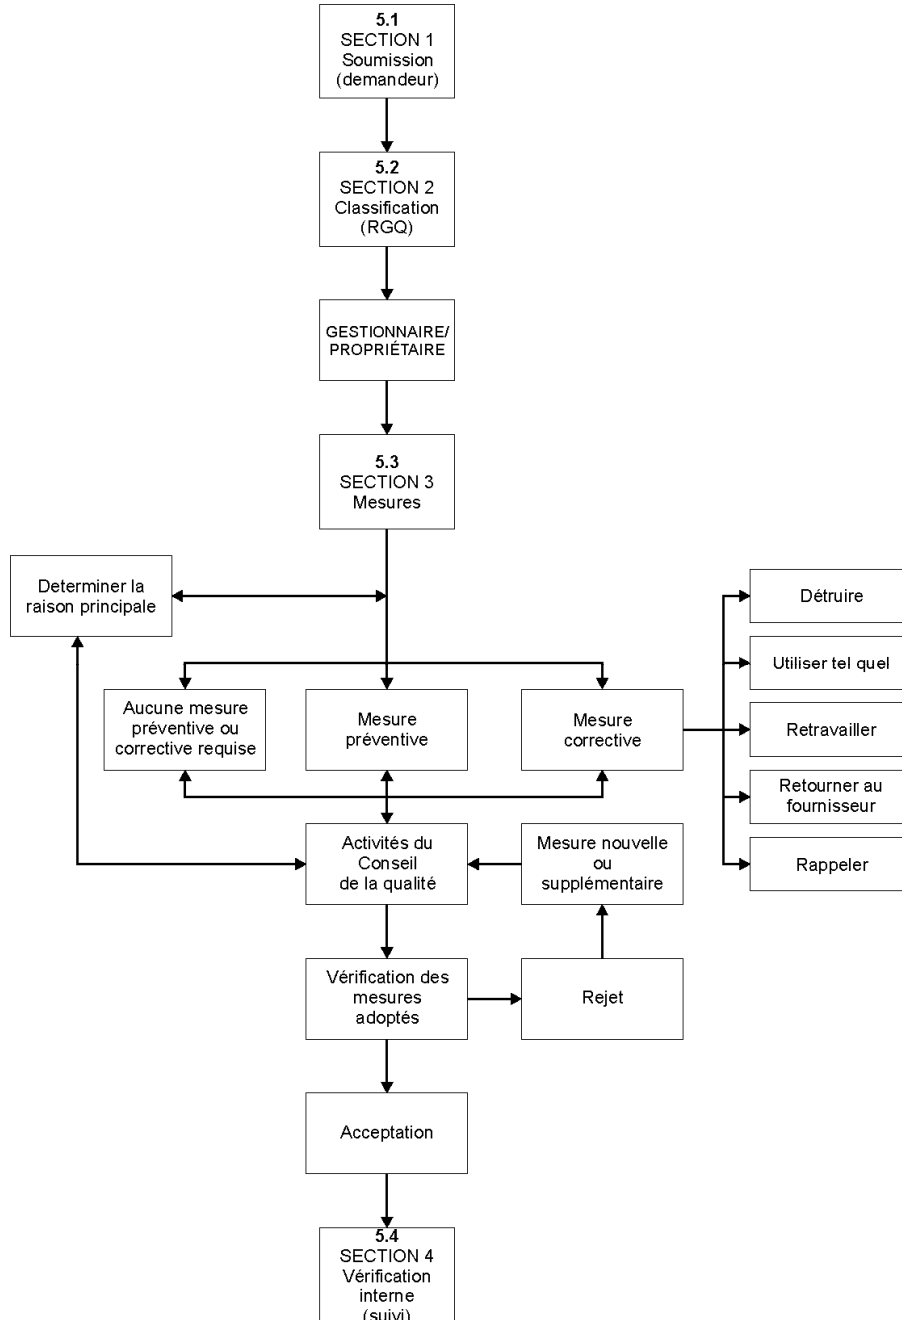 5.1
SECTION 1
Soumission
(demandeur)
5.2
SECTION 2
Classification
(RGQ)
GESTIONNAIRE/
PROPRIÉTAIRE
5.3
SECTION 3
Mesures
Determiner la
raison principale
Détruire
Utiliser tel quel
Aucune mesure
préventive ou
corrective requise
Mesure
préventive
Mesure
corrective
Retravailler
Retourner au
fournisseur
Activités du
Conseil
de la qualité
Mesure nouvelle
ou
supplémentaire
Rappeler
Vérification des
mesures
adoptés
Rejet
Acceptation
5.4
SECTION 4
Vérification
interne
(suivi)